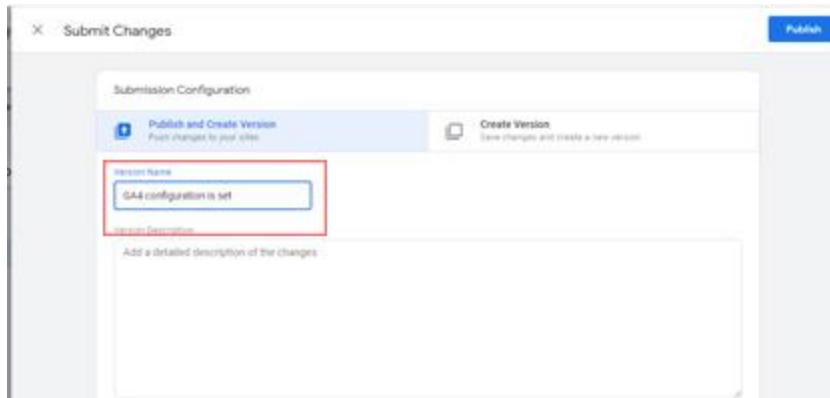 Submit Changes
Publish
Submission Configuration
Publish and Create Version
Push changes to your sites
Create Version
Save changes and create a new version
Version Name
GA4 configuration is set
Version Description
Add a detailed description of the changes